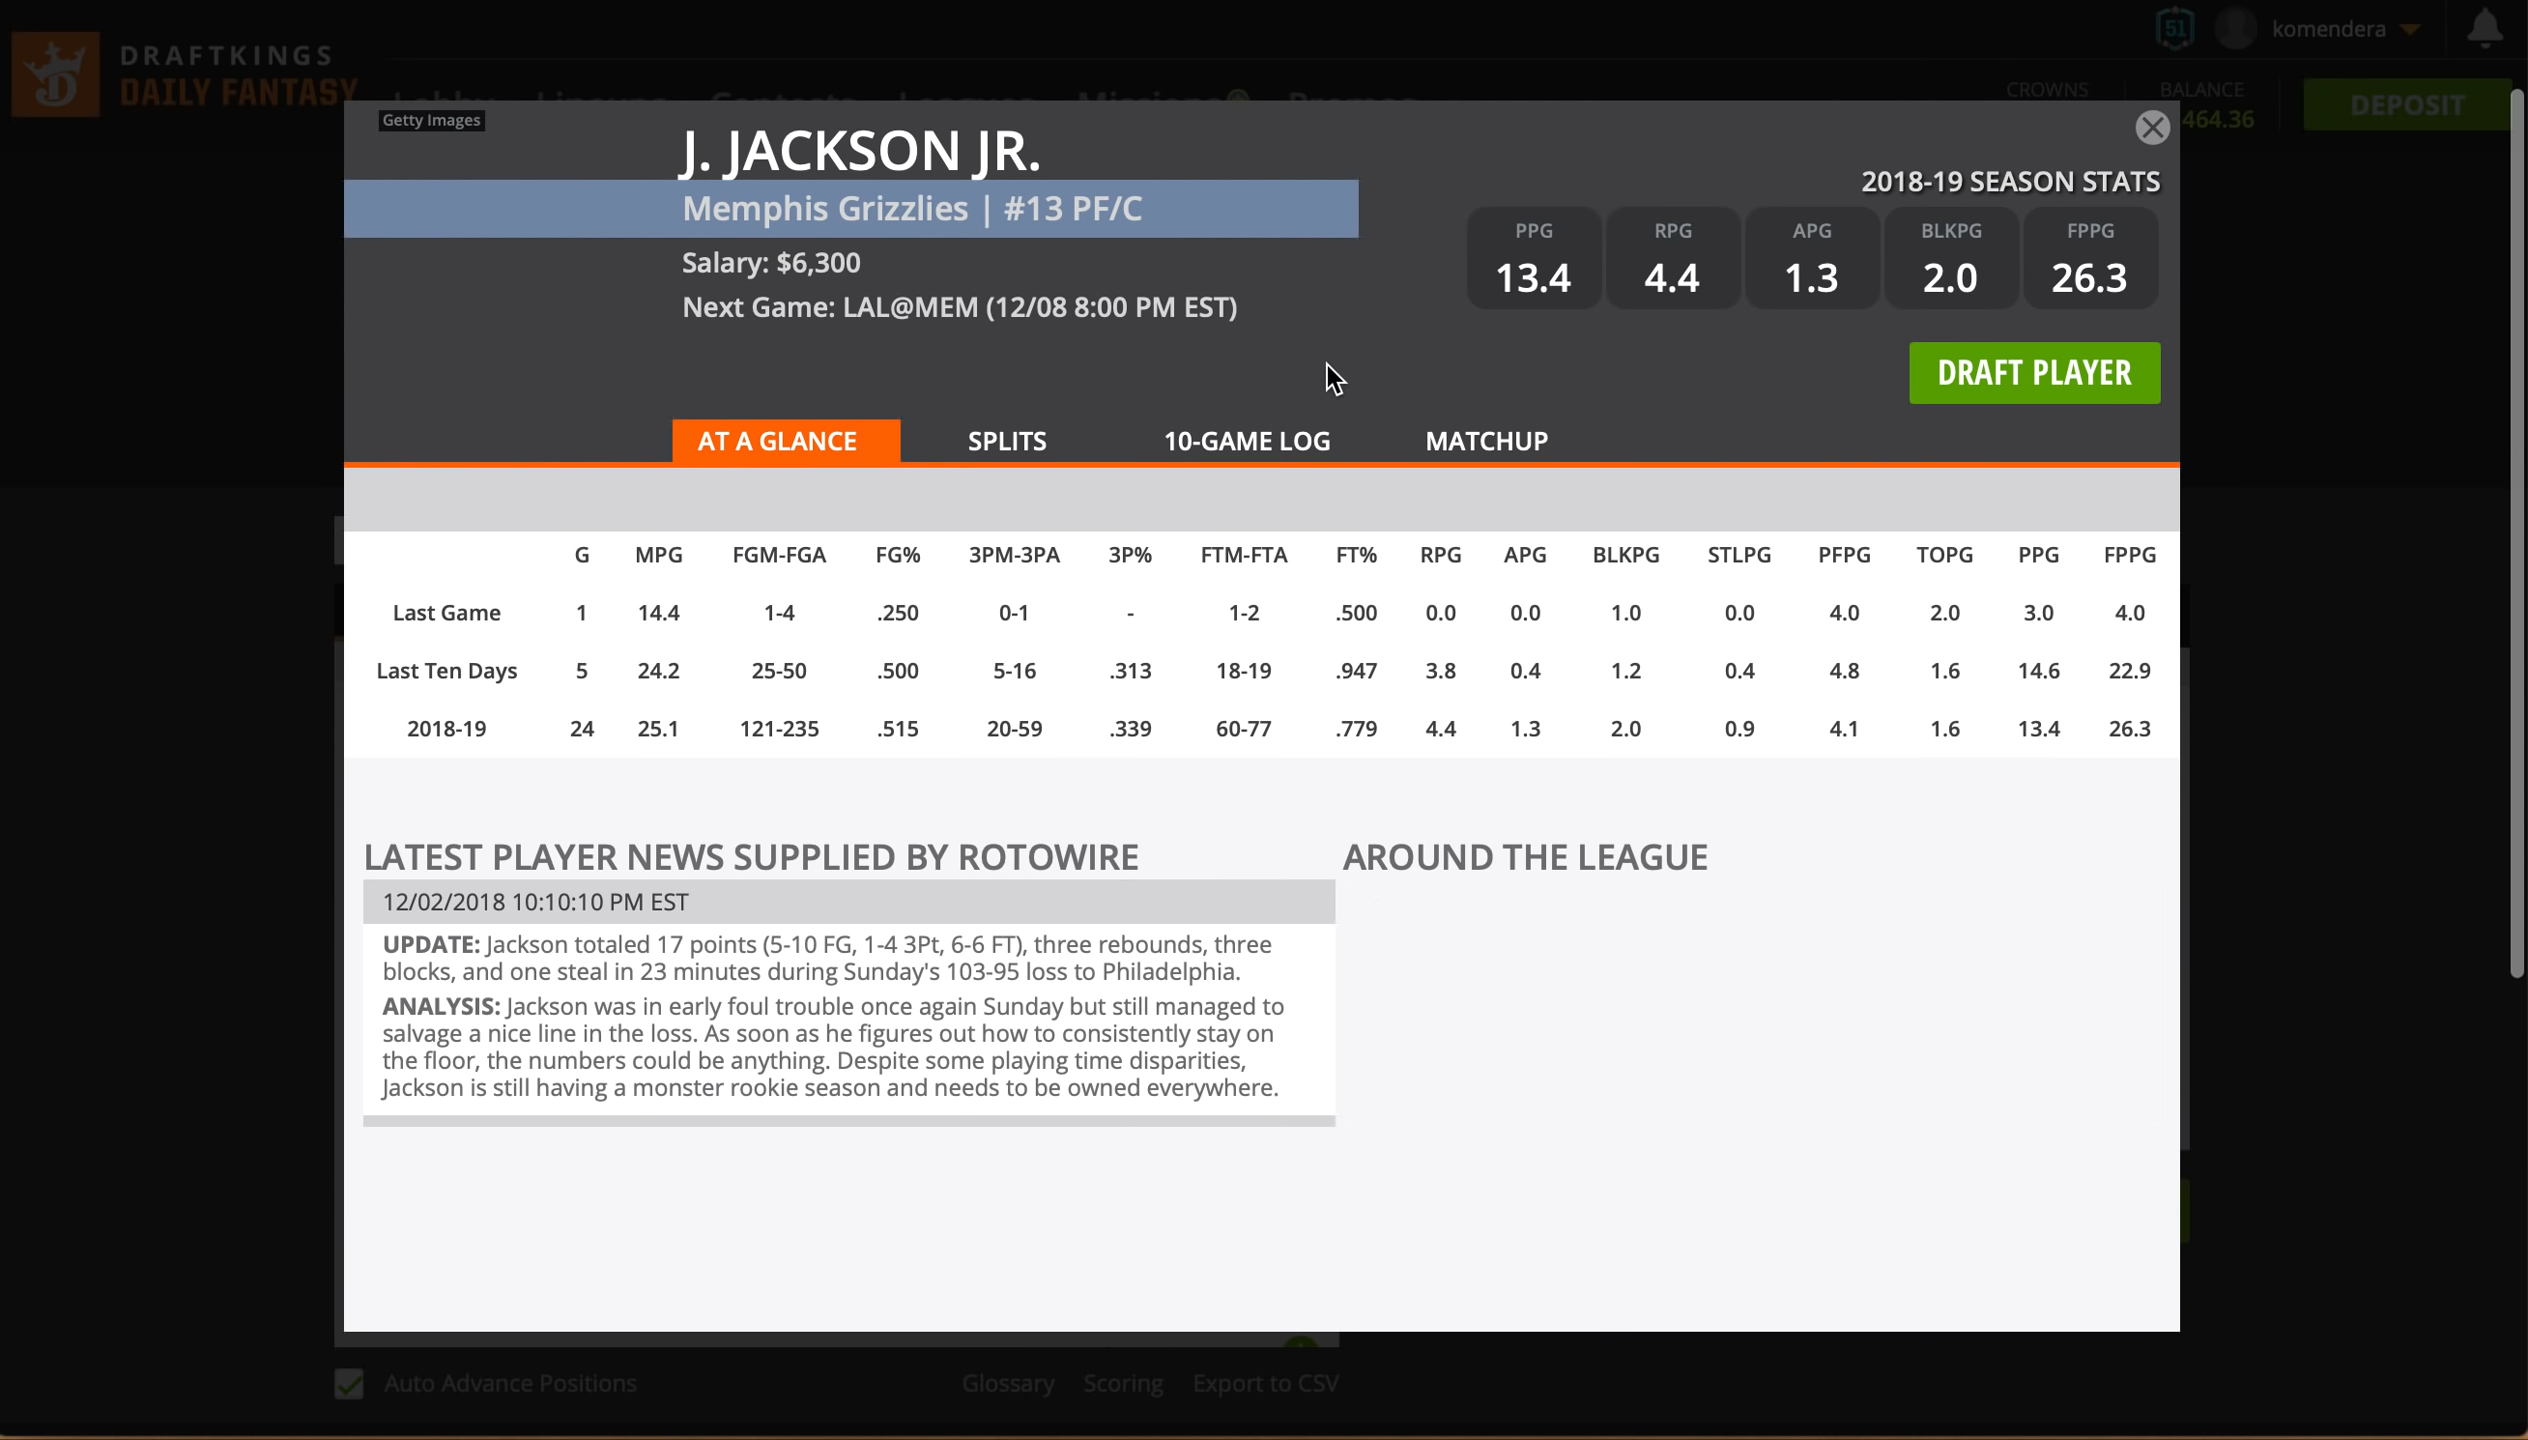 DRAFTKINGS
DAILY FANTASY
51
komendera
CROWNS
BALANCE
464.36
DEPOSIT
Getty Images
J. JACKSON JR.
Memphis Grizzlies | #13 PF/C
Salary: $6,300
Next Game: LAL@MEM (12/08 8:00 PM EST)
2018-19 SEASON STATS
PPG RPG APG BLKPG FPPG
13.4 4.4 1.3 2.0 26.3
DRAFT PLAYER
AT A GLANCE SPLITS 10-GAME LOG MATCHUP
G MPG FGM-FGA FG% 3PM-3PA 3P% FTM-FTA FT% RPG APG BLKPG STLPG PFPG TOPG PPG FPPG
Last Game 1 14.4 1-4 .250 0-1 - 1-2 .500 0.0 0.0 1.0 0.0 4.0 2.0 3.0 4.0
Last Ten Days 5 24.2 25-50 .500 5-16 .313 18-19 .947 3.8 0.4 1.2 0.4 4.8 1.6 14.6 22.9
2018-19 24 25.1 121-235 .515 20-59 .339 60-77 .779 4.4 1.3 2.0 0.9 4.1 1.6 13.4 26.3
LATEST PLAYER NEWS SUPPLIED BY ROTOWIRE
12/02/2018 10:10:10 PM EST
UPDATE: Jackson totaled 17 points (5-10 FG, 1-4 3Pt, 6-6 FT), three rebounds, three
blocks, and one steal in 23 minutes during Sunday's 103-95 loss to Philadelphia.
ANALYSIS: Jackson was in early foul trouble once again Sunday but still managed to
salvage a nice line in the loss. As soon as he figures out how to consistently stay on
the floor, the numbers could be anything. Despite some playing time disparities,
Jackson is still having a monster rookie season and needs to be owned everywhere.
AROUND THE LEAGUE
Auto Advance Positions
Glossary Scoring Export to CSV